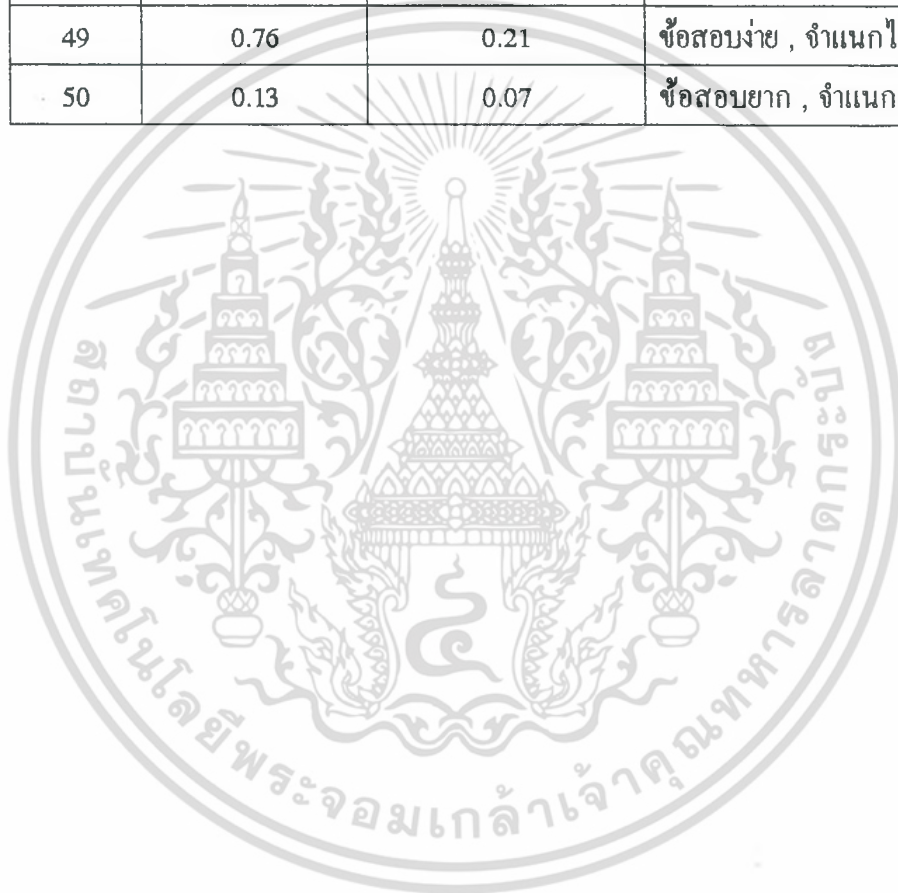 49 0.76 0.21 ข้อสอบง่าย , จำแนกไ
50 0.13 0.07 ข้อสอบยาก , จำแนก
สถาบันเทคโนโลยีพระจอมเกล้าเจ้าคุณทหารลาดกระบัง
๔